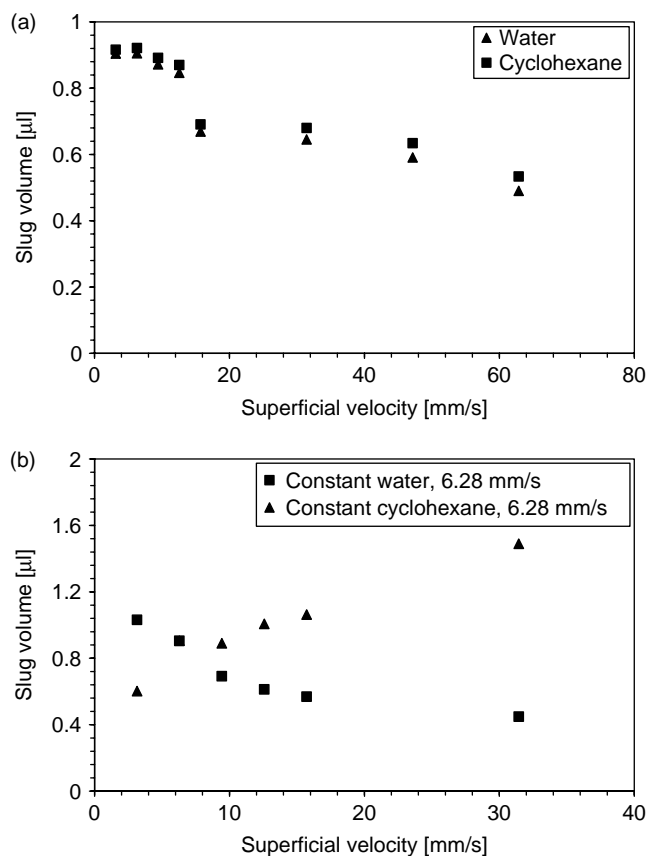 (a)
1
0.8
0.6
0.4
0.2
0
Slug volume [µl]
Water
Cyclohexane
0 20 40 60 80
Superficial velocity [mm/s]
(b)
2
1.6
1.2
0.8
0.4
0
Slug volume [µl]
Constant water, 6.28 mm/s
Constant cyclohexane, 6.28 mm/s
0 10 20 30 40
Superficial velocity [mm/s]